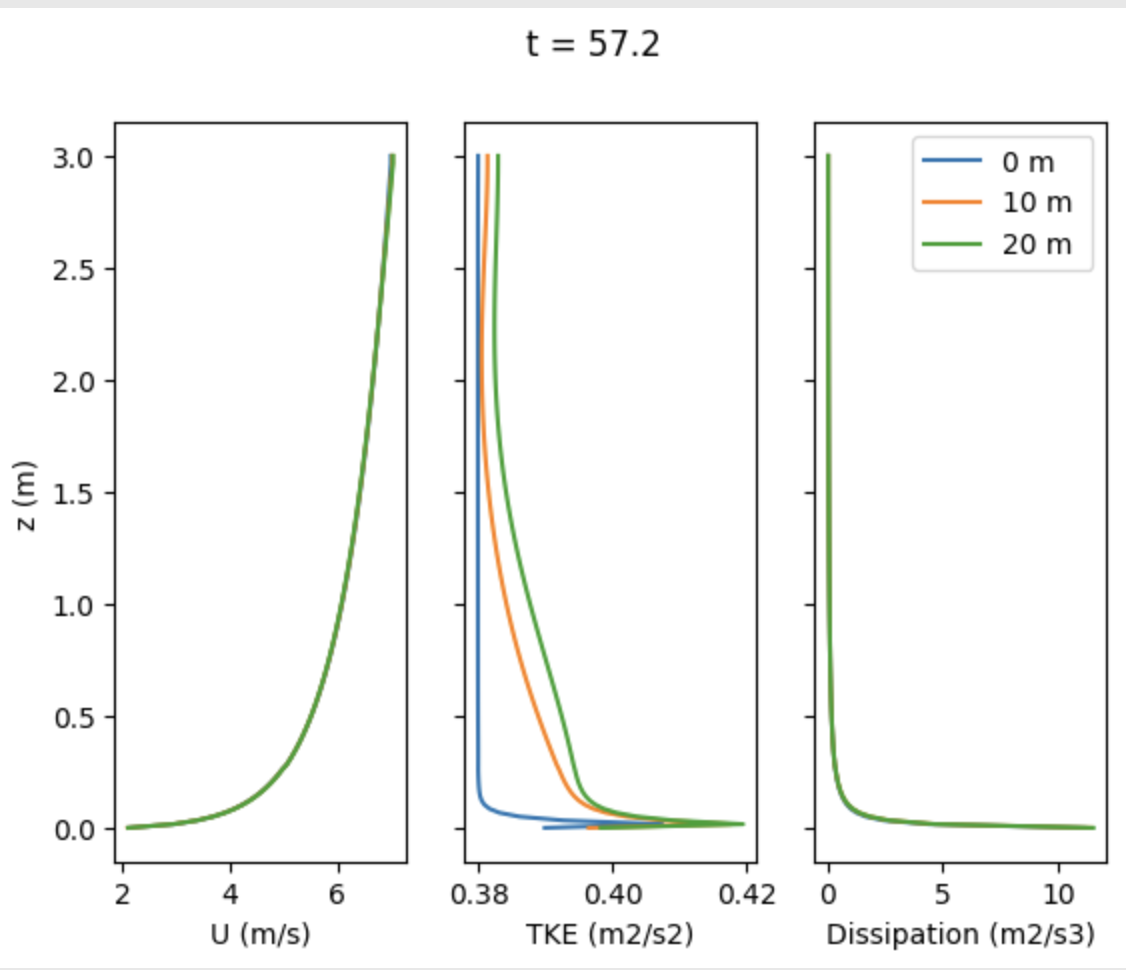 t = 57.2
3.0
2.5
2.0
1.5
1.0
0.5
0.0
z (m)
2 4 6
U (m/s)
0.38 0.40 0.42
TKE (m2/s2)
0 m
10 m
20 m
0 5 10
Dissipation (m2/s3)